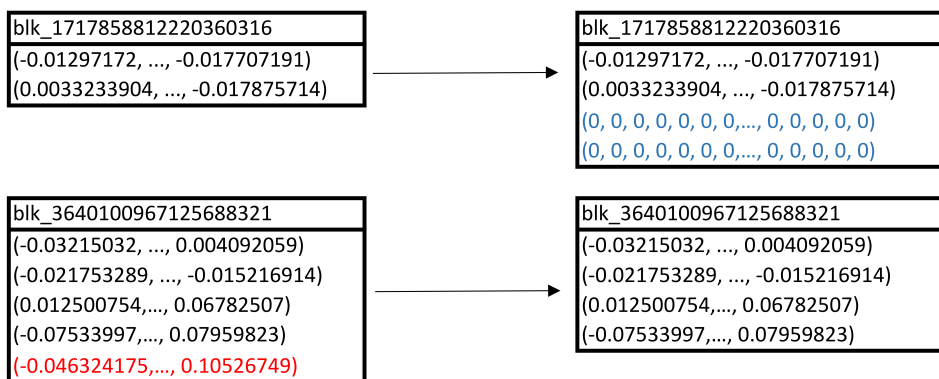 blk_1717858812220360316
(-0.01297172, ..., -0.017707191)
(0.0033233904, ..., -0.017875714)
blk_1717858812220360316
(-0.01297172, ..., -0.017707191)
(0.0033233904, ..., -0.017875714)
(0, 0, 0, 0, 0, 0, 0,..., 0, 0, 0, 0, 0)
(0, 0, 0, 0, 0, 0, 0,..., 0, 0, 0, 0, 0)
blk_3640100967125688321
(-0.03215032, ..., 0.004092059)
(-0.021753289, ..., -0.015216914)
(0.012500754,..., 0.06782507)
(-0.07533997,..., 0.07959823)
(-0.046324175,..., 0.10526749)
blk_3640100967125688321
(-0.03215032, ..., 0.004092059)
(-0.021753289, ..., -0.015216914)
(0.012500754,..., 0.06782507)
(-0.07533997,..., 0.07959823)